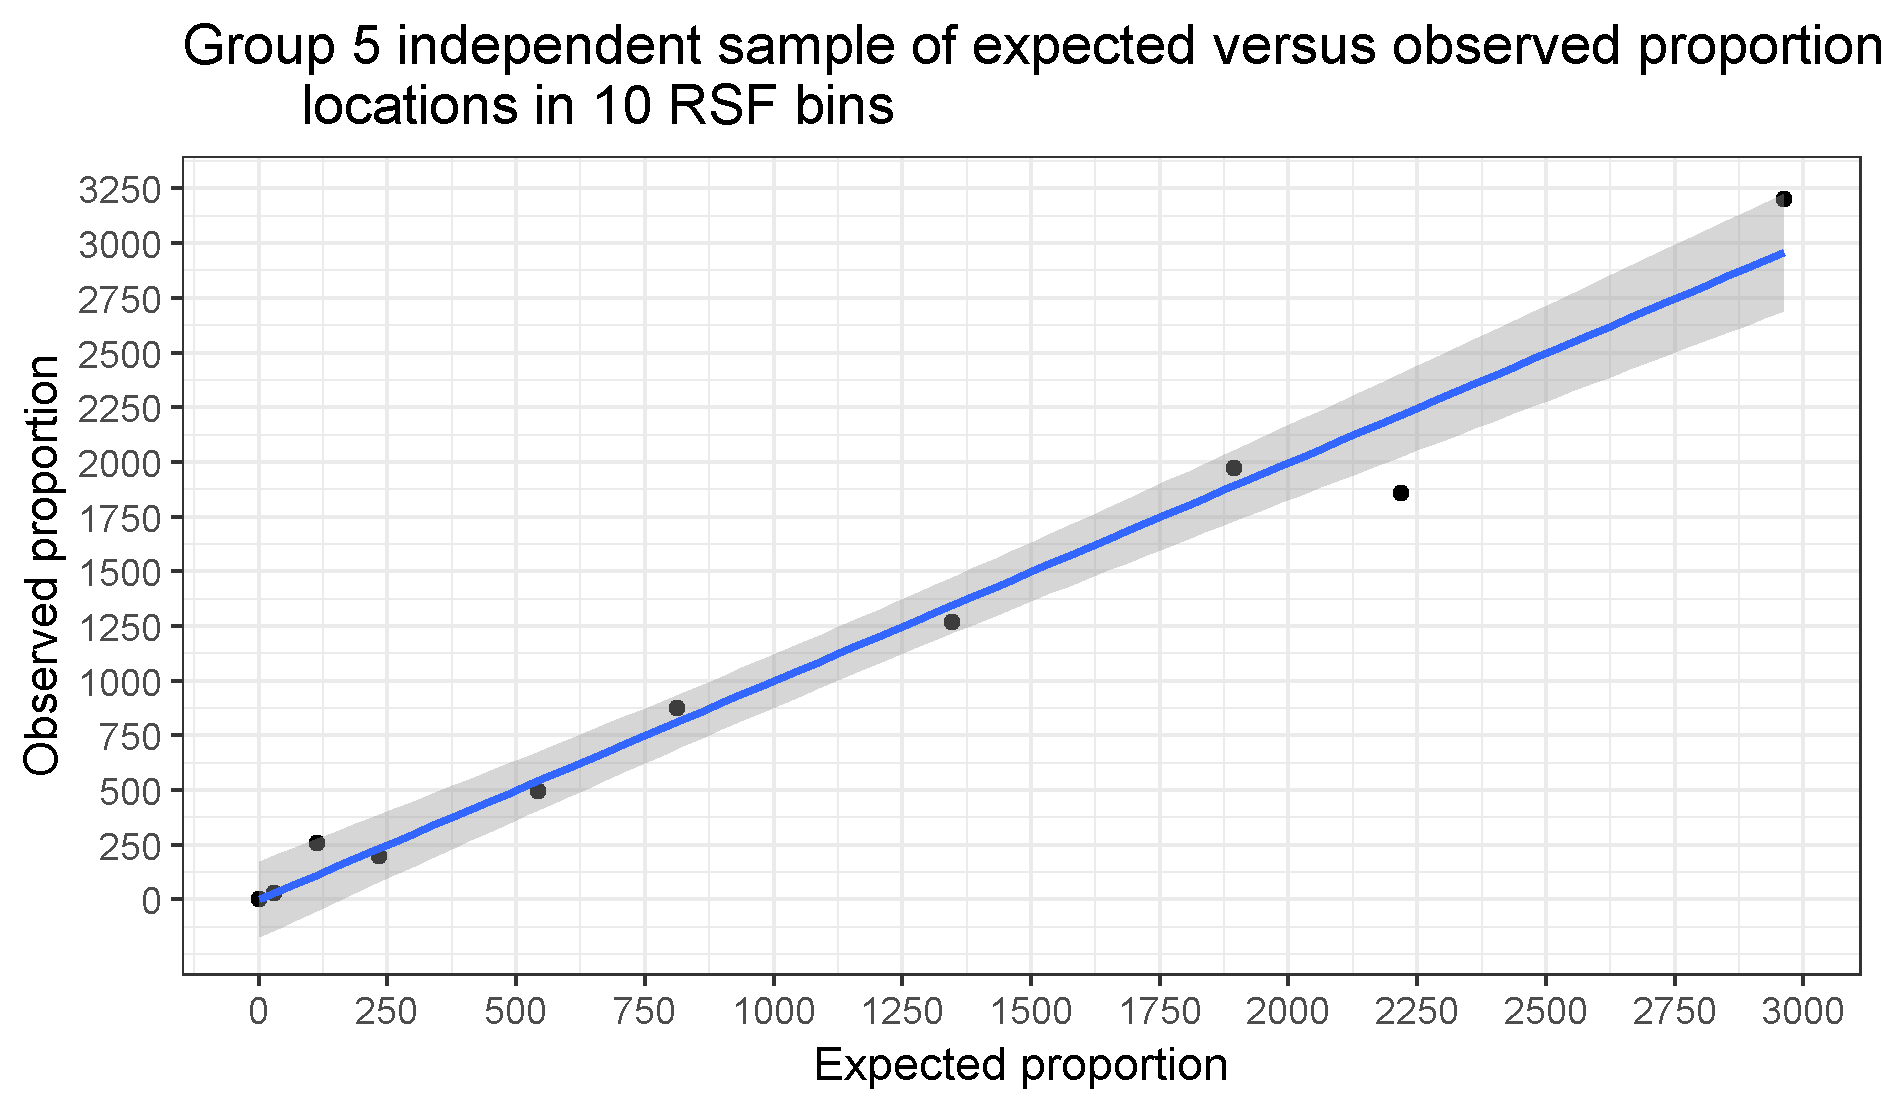 Group 5 independent sample of expected versus observed proportion
locations in 10 RSF bins
3250
3000
2750
2500
2250
2000
1750
1500
1250
1000
750
500
250
0
Observed proportion
0 250 500 750 1000 1250 1500 1750 2000 2250 2500 2750 3000
Expected proportion